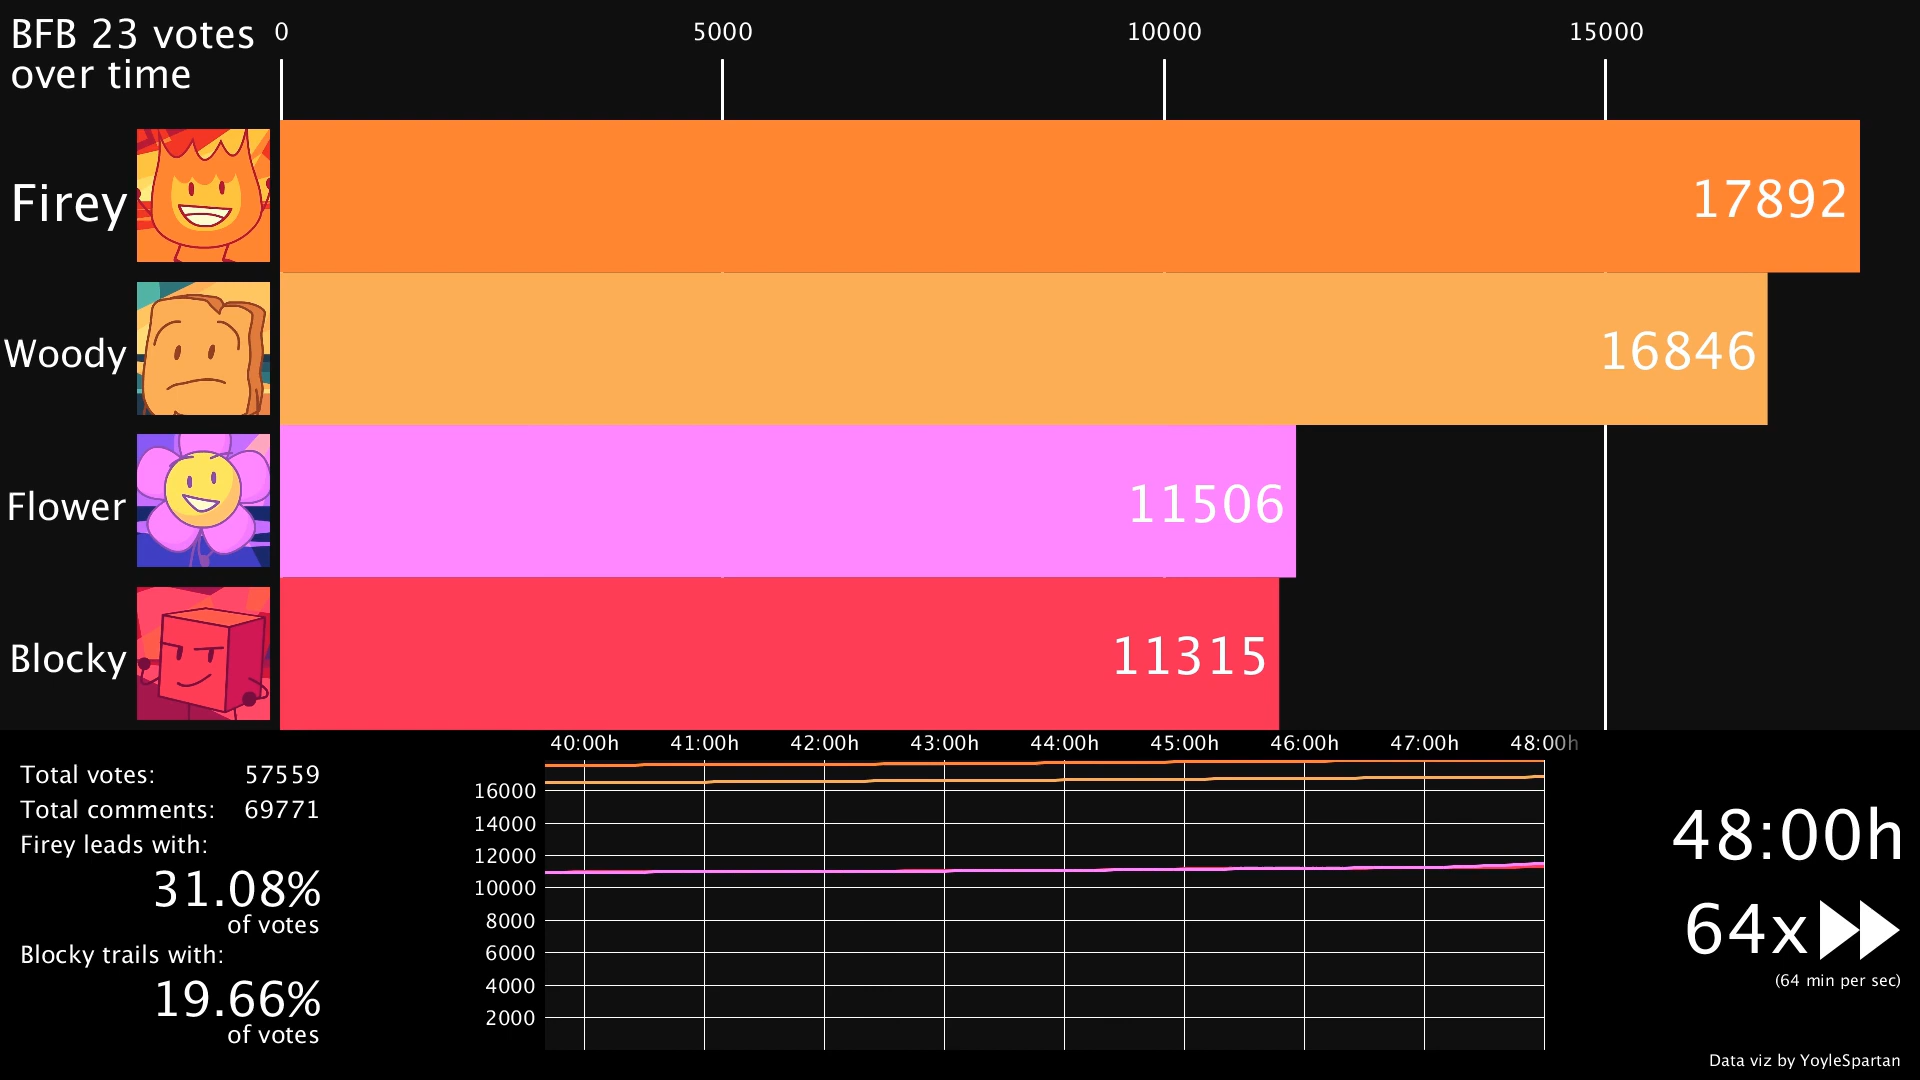 BFB 23 votes
over time
0 5000 10000 15000
Firey 17892
Woody 16846
Flower 11506
Blocky 11315
40:00h 41:00h 42:00h 43:00h 44:00h 45:00h 46:00h 47:00h 48:00h
16000
14000
12000
10000
8000
6000
4000
2000
Total votes: 57559
Total comments: 69771
Firey leads with:
31.08%
of votes
Blocky trails with:
19.66%
of votes
48:00h
64x
(64 min per sec)
Data viz by YoyleSpartan